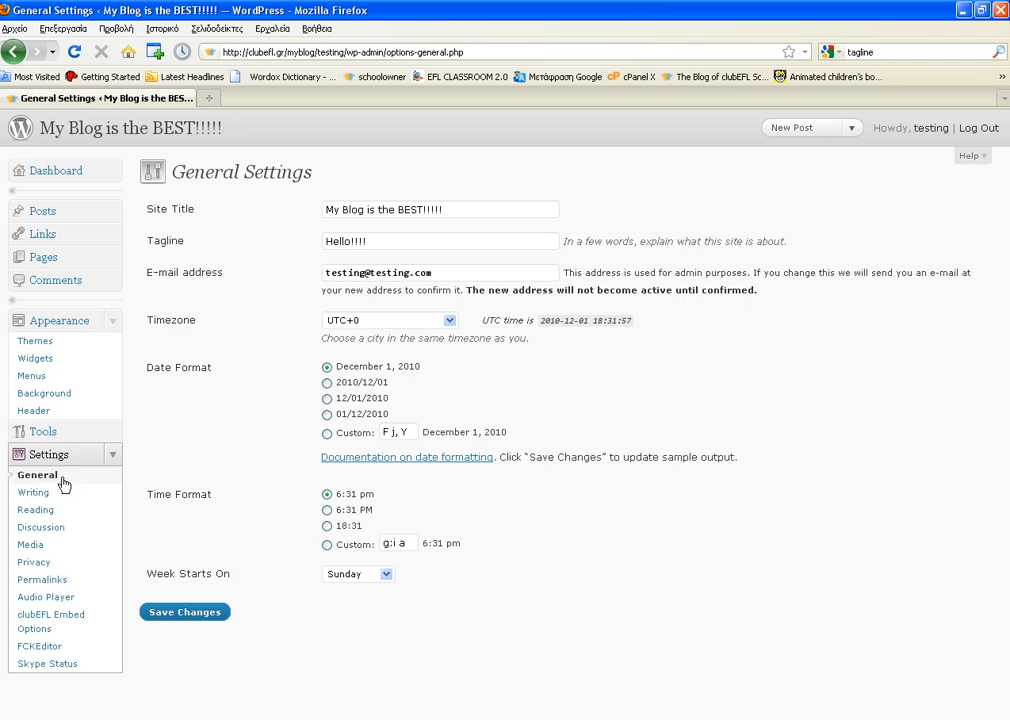 General Settings ‹ My Blog is the BEST!!!!! — WordPress - Mozilla Firefox
Αρχείο Επεξεργασία Προβολή Ιστορικό Σελιδοδείκτες Εργαλεία Βοήθεια
http://clubefl.gr/myblog/testing/wp-admin/options-general.php
tagline
Most Visited Getting Started Latest Headlines Wordox Dictionary - ... schoolowner EFL CLASSROOM 2.0 Μετάφραση Google cPanel X The Blog of clubEFL Sc... Animated children's bo... »
General Settings ‹ My Blog is the BES...
My Blog is the BEST!!!!!
New Post
Howdy, testing | Log Out
Help
Dashboard
Posts
Links
Pages
Comments
Appearance
Themes
Widgets
Menus
Background
Header
Tools
Settings
General
Writing
Reading
Discussion
Media
Privacy
Permalinks
Audio Player
clubEFL Embed
Options
FCKEditor
Skype Status
General Settings
Site Title My Blog is the BEST!!!!!
Tagline Hello!!!! In a few words, explain what this site is about.
E-mail address testing@testing.com This address is used for admin purposes. If you change this we will send you an e-mail at
your new address to confirm it. The new address will not become active until confirmed.
Timezone UTC+0 UTC time is 2010-12-01 18:31:57
Choose a city in the same timezone as you.
Date Format December 1, 2010
2010/12/01
12/01/2010
01/12/2010
Custom: F j, Y December 1, 2010
Documentation on date formatting. Click “Save Changes” to update sample output.
Time Format 6:31 pm
6:31 PM
18:31
Custom: g:i a 6:31 pm
Week Starts On Sunday
Save Changes